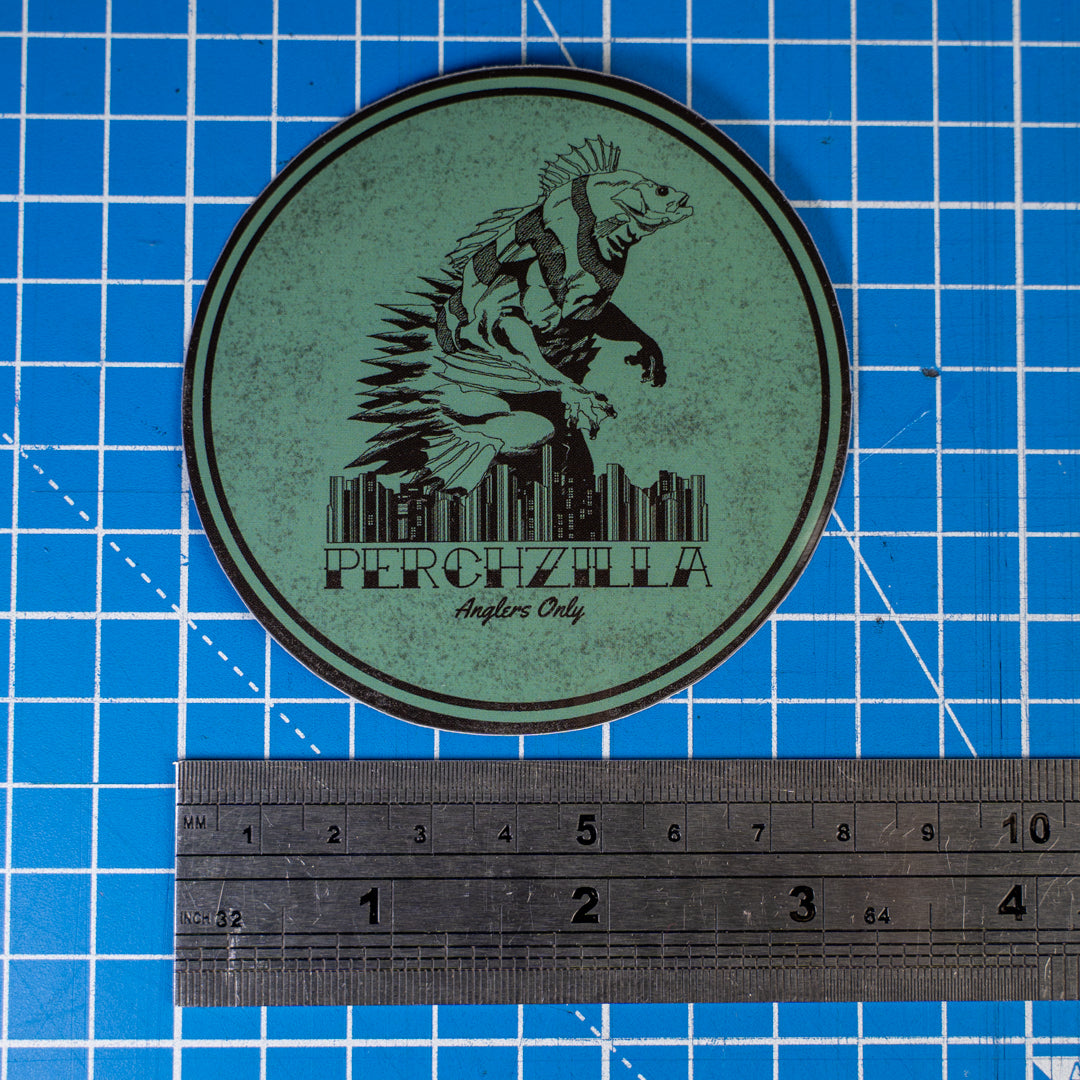 PERCHZILLA
Anglers Only
MM 1 2 3 4 5 6 7 8 9 10
INCH 32 1 2 3 64 4